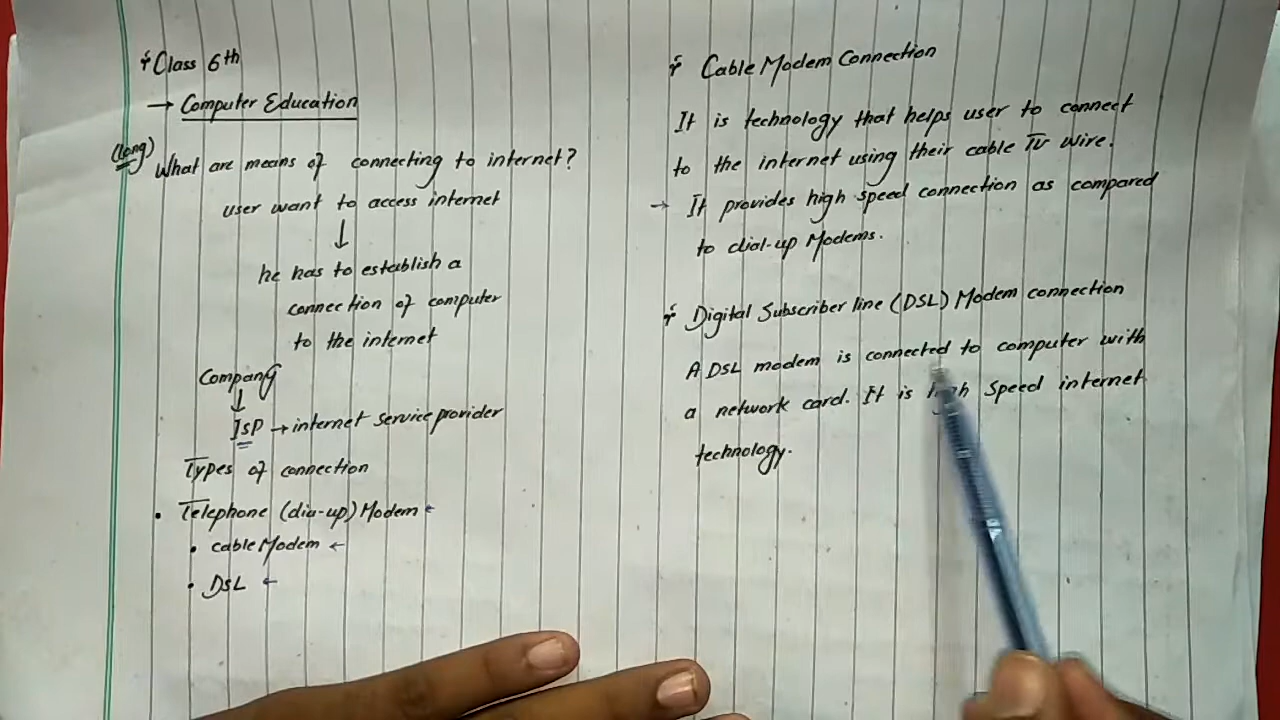 Class 6th
→ Computer Education
(long)
What are means of connecting to internet?
user want to access internet
↓
he has to establish a
connection of computer
to the internet
Company
↓
ISP → internet service provider
Types of connection
• Telephone (dia-up) Modem ←
• cable Modem ←
• DSL ←
Cable Modem Connection
It is technology that helps user to connect
to the internet using their cable TV wire.
→ It provides high speed connection as compared
to dial-up Modems.
Digital Subscriber line (DSL) Modem connection
A DSL modem is connected to computer with
a network card. It is high speed internet
technology.